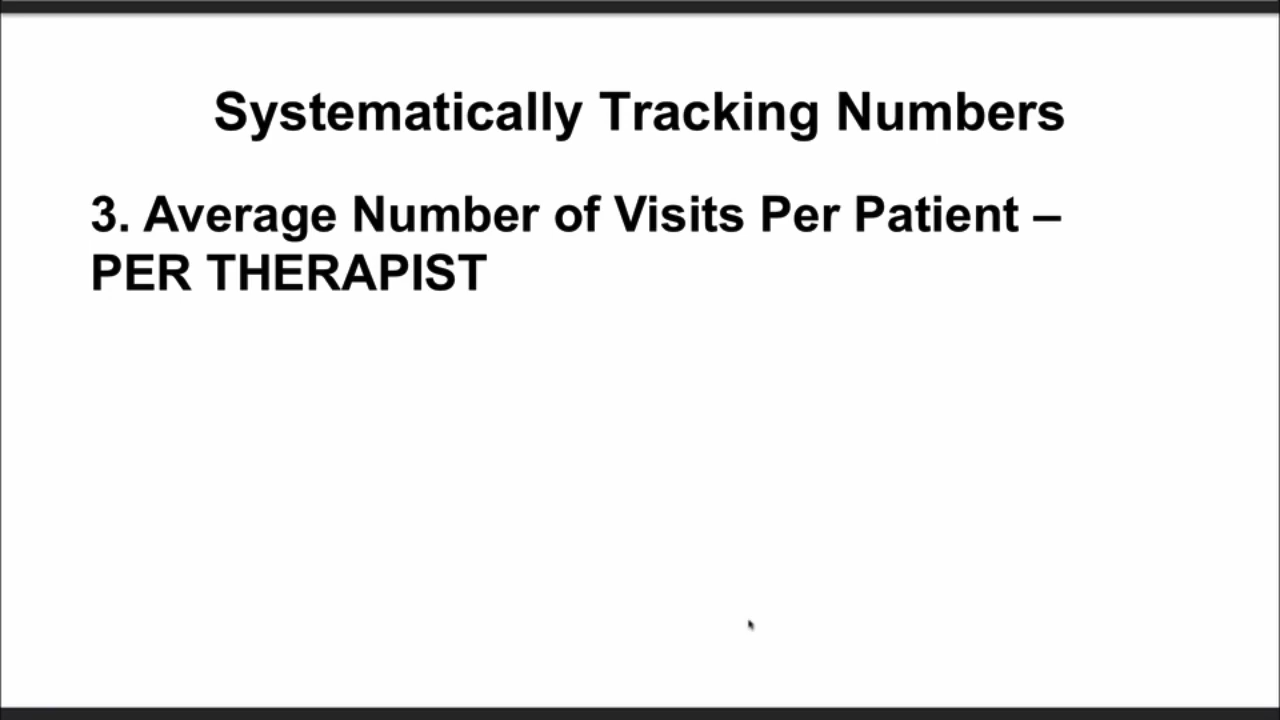 Systematically Tracking Numbers
3. Average Number of Visits Per Patient –
PER THERAPIST